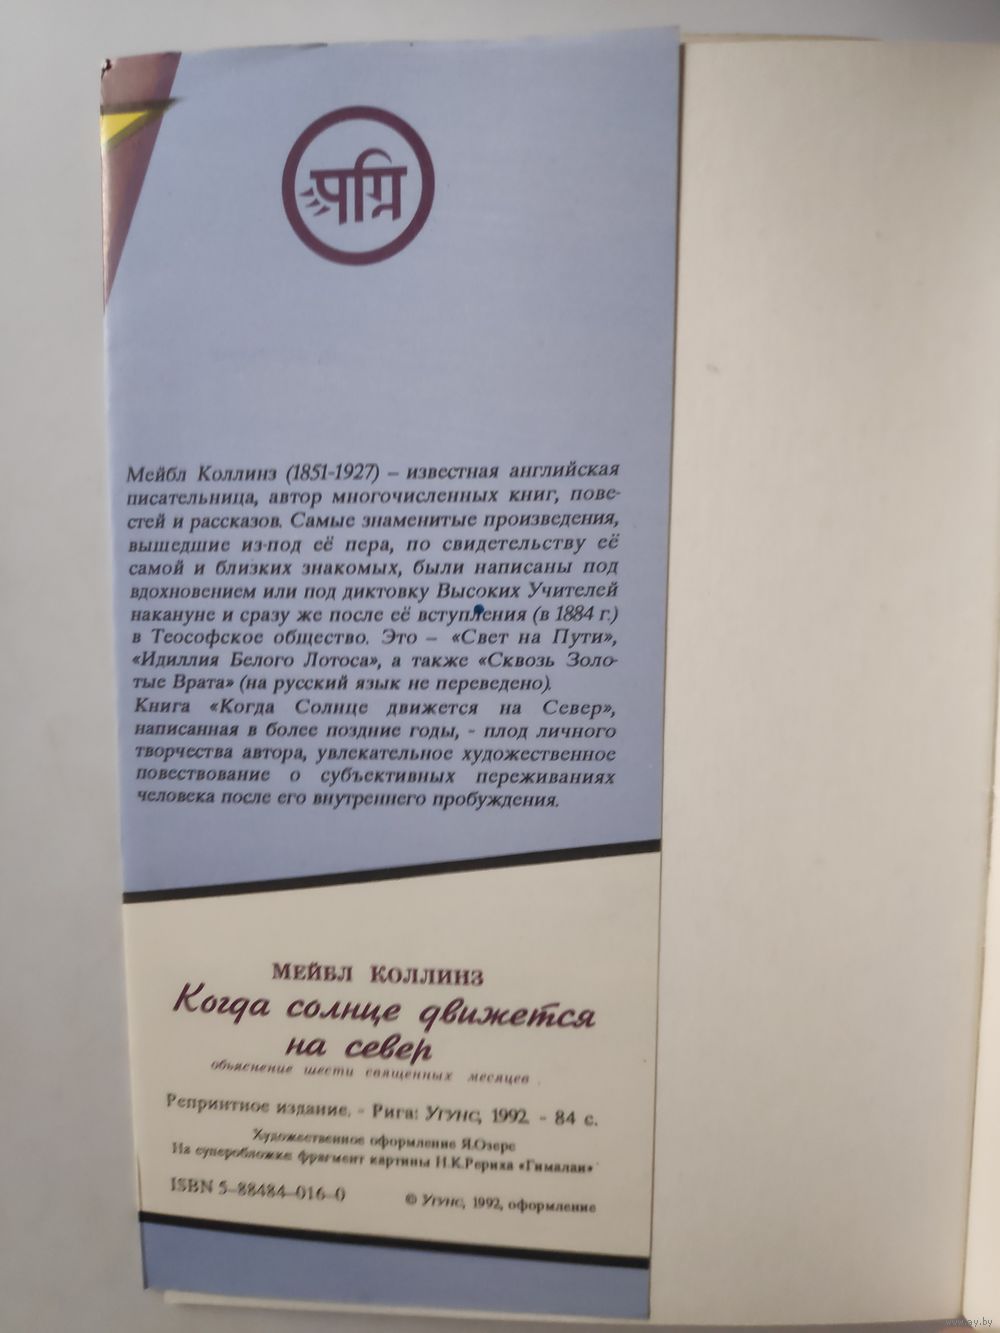 Мейбл Коллинз (1851-1927) – известная английская
писательница, автор многочисленных книг, пове-
стей и рассказов. Самые знаменитые произведения,
вышедшие из-под её пера, по свидетельству её
самой и близких знакомых, были написаны под
вдохновением или под диктовку Высоких Учителей
накануне и сразу же после её вступления (в 1884 г.)
в Теософское общество. Это – «Свет на Пути»,
«Идиллия Белого Лотоса», а также «Сквозь Золо-
тые Врата» (на русский язык не переведено).
Книга «Когда Солнце движется на Север»,
написанная в более поздние годы, - плод личного
творчества автора, увлекательное художественное
повествование о субъективных переживаниях
человека после его внутреннего пробуждения.
МЕЙБЛ КОЛЛИНЗ
Когда солнце движется
на север
объяснение шести священных месяцев.
Репринтное издание. - Рига: Угунс, 1992. - 84 с.
Художественное оформление Я.Озере
На суперобложке фрагмент картины Н.К.Рериха «Гималаи»
ISBN 5-88484-016-0
© Угунс, 1992, оформление
www.ay.by